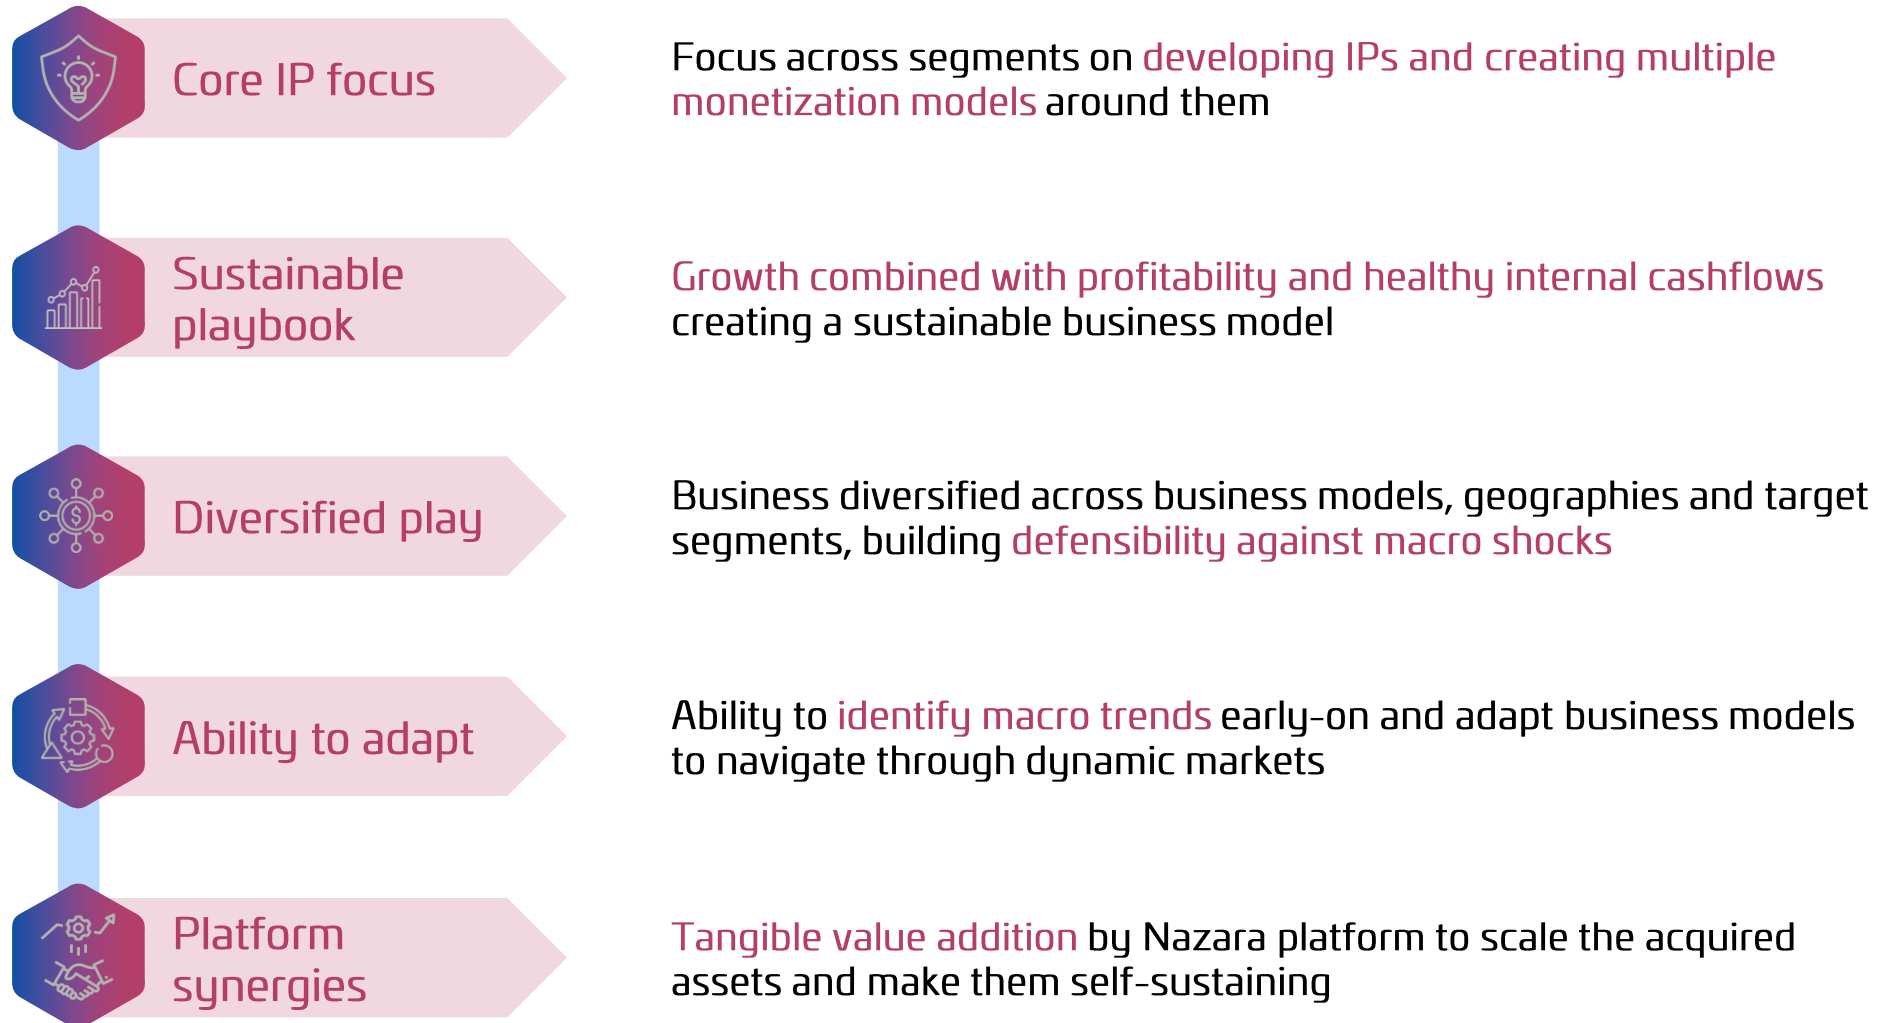 Core IP focus
Focus across segments on developing IPs and creating multiple
monetization models around them
Sustainable
playbook
Growth combined with profitability and healthy internal cashflows
creating a sustainable business model
Diversified play
Business diversified across business models, geographies and target
segments, building defensibility against macro shocks
Ability to adapt
Ability to identify macro trends early-on and adapt business models
to navigate through dynamic markets
Platform
synergies
Tangible value addition by Nazara platform to scale the acquired
assets and make them self-sustaining